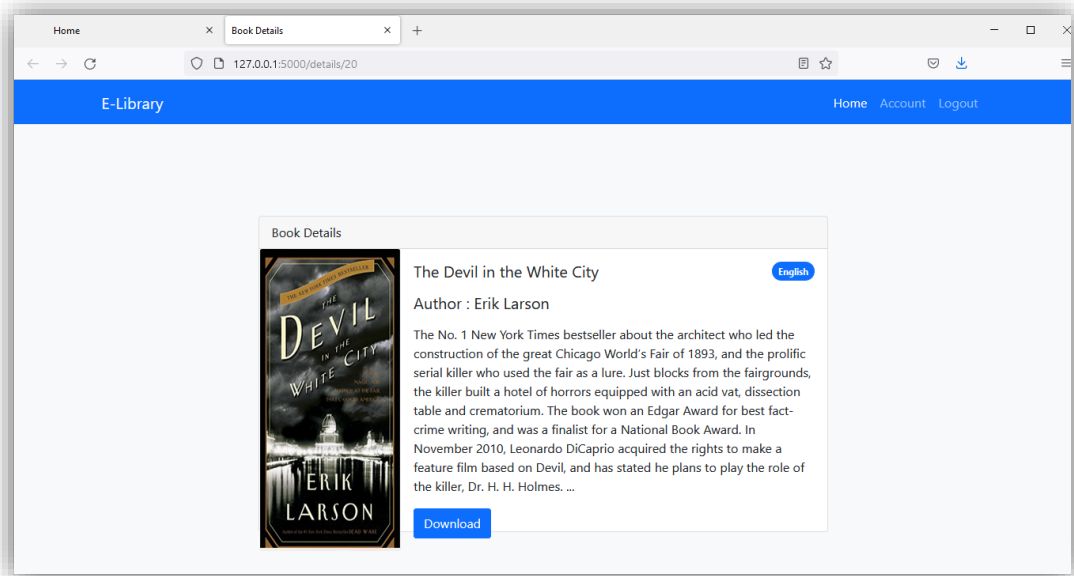 Home
Book Details
127.0.0.1:5000/details/20
E-Library
Home Account Logout
Book Details
THE NEW YORK TIMES BESTSELLER
THE
DEVIL
IN THE
WHITE CITY
ERIK
LARSON
The Devil in the White City
English
Author : Erik Larson
The No. 1 New York Times bestseller about the architect who led the
construction of the great Chicago World's Fair of 1893, and the prolific
serial killer who used the fair as a lure. Just blocks from the fairgrounds,
the killer built a hotel of horrors equipped with an acid vat, dissection
table and crematorium. The book won an Edgar Award for best fact-
crime writing, and was a finalist for a National Book Award. In
November 2010, Leonardo DiCaprio acquired the rights to make a
feature film based on Devil, and has stated he plans to play the role of
the killer, Dr. H. H. Holmes. ...
Download